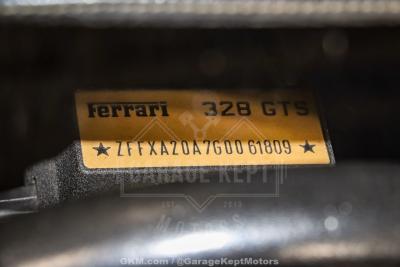 Ferrari 328 GTS
★ZFFXA20A7G0061809★
GARAGE KEPT
MOTORS
GKM.com | @GarageKeptMotors